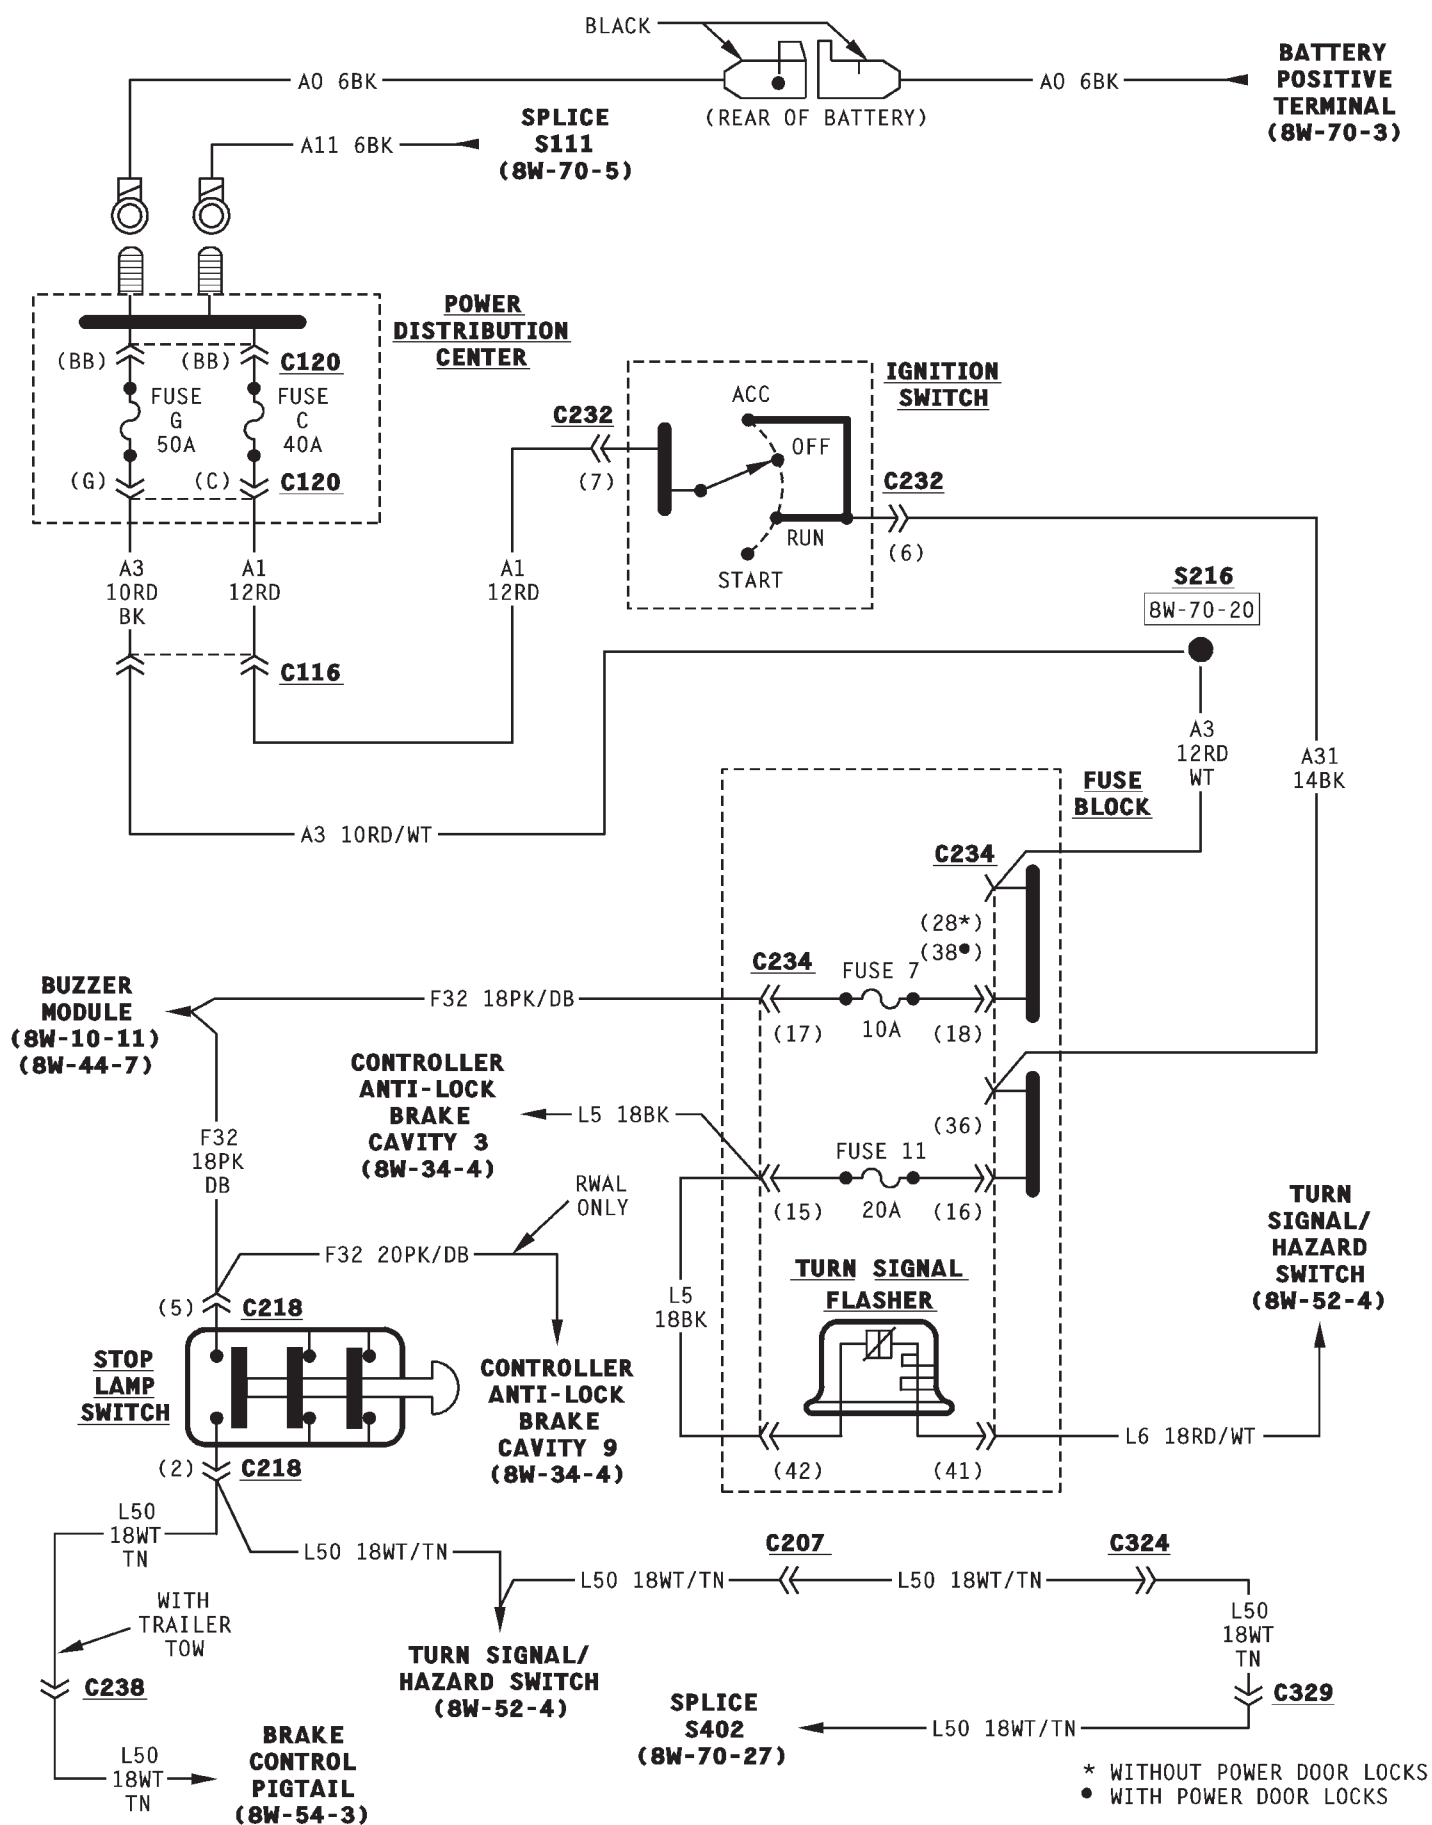 BLACK
A0 6BK
(REAR OF BATTERY)
A0 6BK
BATTERY
POSITIVE
TERMINAL
(8W-70-3)
A11 6BK
SPLICE
S111
(8W-70-5)
POWER
DISTRIBUTION
CENTER
(BB)
(BB)
C120
FUSE
G
50A
FUSE
C
40A
(G)
(C)
C120
A3
10RD
BK
A1
12RD
C116
A1
12RD
C232
(7)
IGNITION
SWITCH
ACC
OFF
RUN
START
C232
(6)
S216
8W-70-20
A3
12RD
WT
A31
14BK
A3 10RD/WT
FUSE
BLOCK
C234
(28*)
(38●)
C234
FUSE 7
10A
(17)
(18)
F32 18PK/DB
BUZZER
MODULE
(8W-10-11)
(8W-44-7)
CONTROLLER
ANTI-LOCK
BRAKE
CAVITY 3
(8W-34-4)
L5 18BK
(36)
FUSE 11
20A
(15)
(16)
F32
18PK
DB
RWAL
ONLY
F32 20PK/DB
TURN
SIGNAL/
HAZARD
SWITCH
(8W-52-4)
L5
18BK
TURN SIGNAL
FLASHER
(5)
C218
STOP
LAMP
SWITCH
CONTROLLER
ANTI-LOCK
BRAKE
CAVITY 9
(8W-34-4)
(42)
(41)
L6 18RD/WT
(2)
C218
L50
18WT
TN
L50 18WT/TN
C207
C324
L50 18WT/TN
L50 18WT/TN
L50
18WT
TN
WITH
TRAILER
TOW
TURN SIGNAL/
HAZARD SWITCH
(8W-52-4)
C238
C329
SPLICE
S402
(8W-70-27)
L50 18WT/TN
L50
18WT
TN
BRAKE
CONTROL
PIGTAIL
(8W-54-3)
* WITHOUT POWER DOOR LOCKS
● WITH POWER DOOR LOCKS